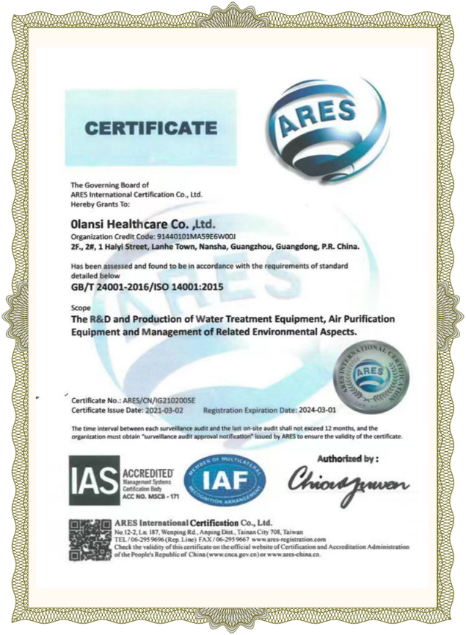 CERTIFICATE
ARES
The Governing Board of
ARES International Certification Co., Ltd.
Hereby Grants To:
Olansi Healthcare Co. ,Ltd.
Organization Credit Code: 91440101MA59E6W00J
2F., 2#, 1 Haiyi Street, Lanhe Town, Nansha, Guangzhou, Guangdong, P.R. China.
Has been assessed and found to be in accordance with the requirements of standard
detailed below
GB/T 24001-2016/ISO 14001:2015
Scope
The R&D and Production of Water Treatment Equipment, Air Purification
Equipment and Management of Related Environmental Aspects.
ARES
Certificate No.: ARES/CN/IG210200SE
Certificate Issue Date: 2021-03-02 Registration Expiration Date: 2024-03-01
The time interval between each surveillance audit and the last on-site audit shall not exceed 12 months, and the
organization must obtain "surveillance audit approval notification" issued by ARES to ensure the validity of the certificate.
Authorized by :
IAS
ACCREDITED
Management Systems
Certification Body
ACC NO. MSCB - 171
MEMBER OF MULTILATERAL
IAF
RECOGNITION ARRANGEMENT
ARES International Certification Co., Ltd.
No.12-2, Ln. 187, Wenping Rd., Anping Dist., Tainan City 708, Taiwan
TEL / 06-2959696 (Rep. Line) FAX / 06-2959667 www.ares-registration.com
Check the validity of this certificate on the official website of Certification and Accreditation Administration
of the People's Republic of China (www.cnca.gov.cn) or www.ares-china.cn.